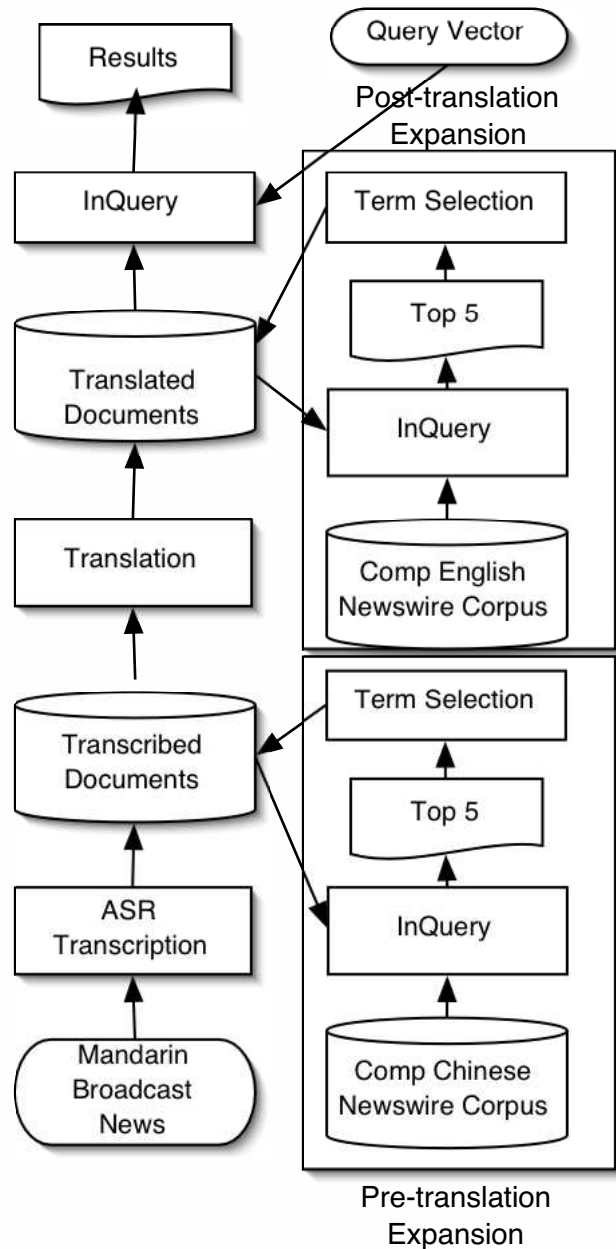 Results
Query Vector
Post-translation
Expansion
InQuery
Term Selection
Top 5
Translated
Documents
InQuery
Translation
Comp English
Newswire Corpus
Term Selection
Transcribed
Documents
Top 5
ASR
Transcription
InQuery
Mandarin
Broadcast
News
Comp Chinese
Newswire Corpus
Pre-translation
Expansion